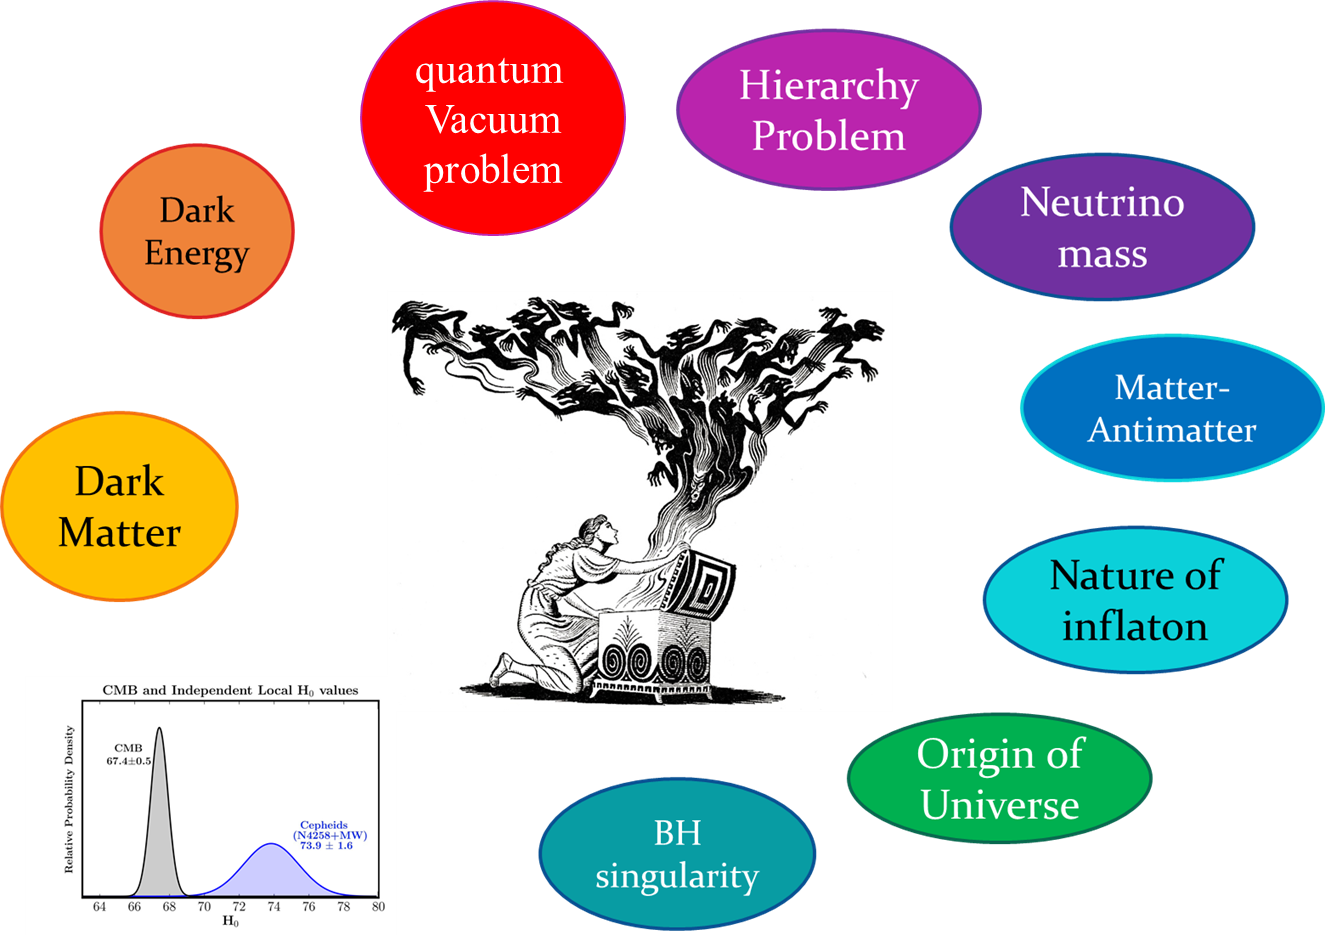 quantum
Vacuum
problem
Hierarchy
Problem
Dark
Energy
Neutrino
mass
Matter-
Antimatter
Dark
Matter
Nature of
inflaton
Origin of
Universe
BH
singularity
CMB and Independent Local H₀ values
Relative Probability Density
CMB
67.4±0.5
Cepheids
(N4258+MW)
73.9 ± 1.6
64 66 68 70 72 74 76 78 80
H₀